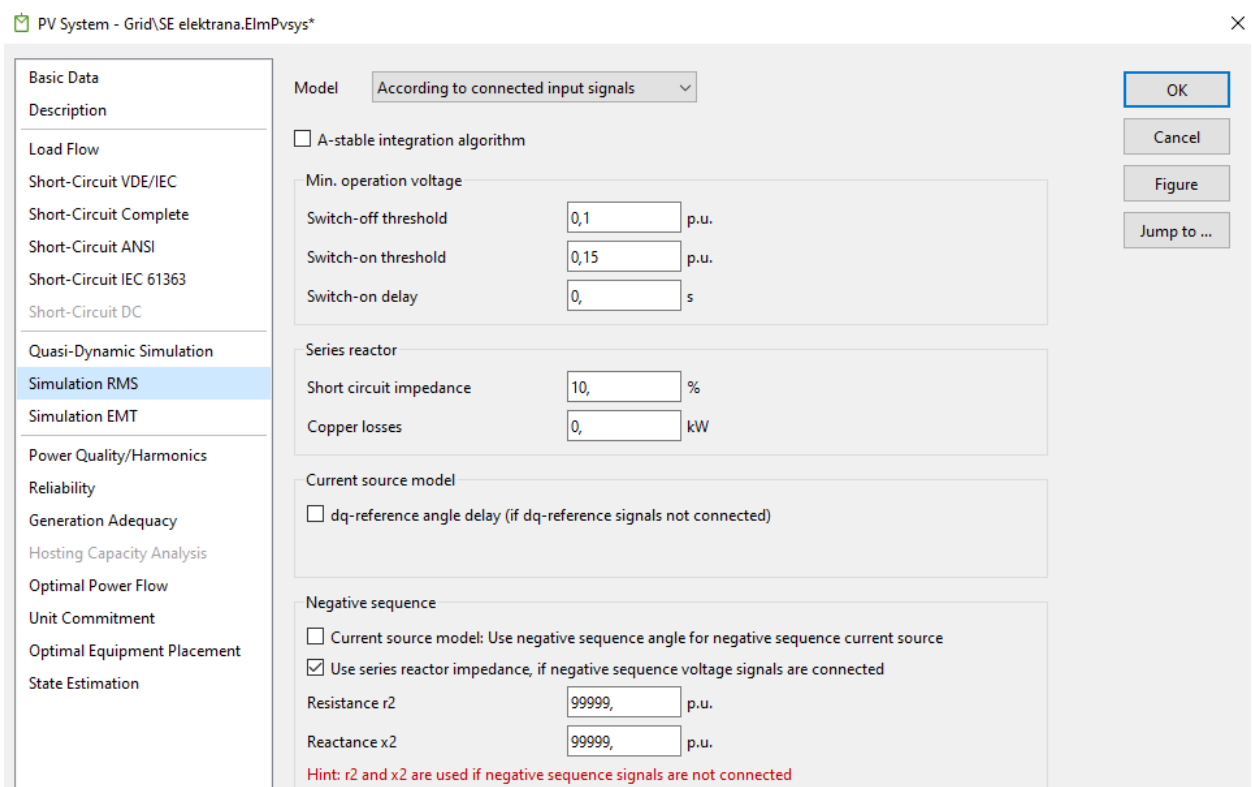 PV System - Grid\SE elektrana.ElmPvsys*
Basic Data
Description
Load Flow
Short-Circuit VDE/IEC
Short-Circuit Complete
Short-Circuit ANSI
Short-Circuit IEC 61363
Short-Circuit DC
Quasi-Dynamic Simulation
Simulation RMS
Simulation EMT
Power Quality/Harmonics
Reliability
Generation Adequacy
Hosting Capacity Analysis
Optimal Power Flow
Unit Commitment
Optimal Equipment Placement
State Estimation
Model According to connected input signals
A-stable integration algorithm
Min. operation voltage
Switch-off threshold 0,1 p.u.
Switch-on threshold 0,15 p.u.
Switch-on delay 0, s
Series reactor
Short circuit impedance 10, %
Copper losses 0, kW
Current source model
dq-reference angle delay (if dq-reference signals not connected)
Negative sequence
Current source model: Use negative sequence angle for negative sequence current source
Use series reactor impedance, if negative sequence voltage signals are connected
Resistance r2 99999, p.u.
Reactance x2 99999, p.u.
Hint: r2 and x2 are used if negative sequence signals are not connected
OK
Cancel
Figure
Jump to ...